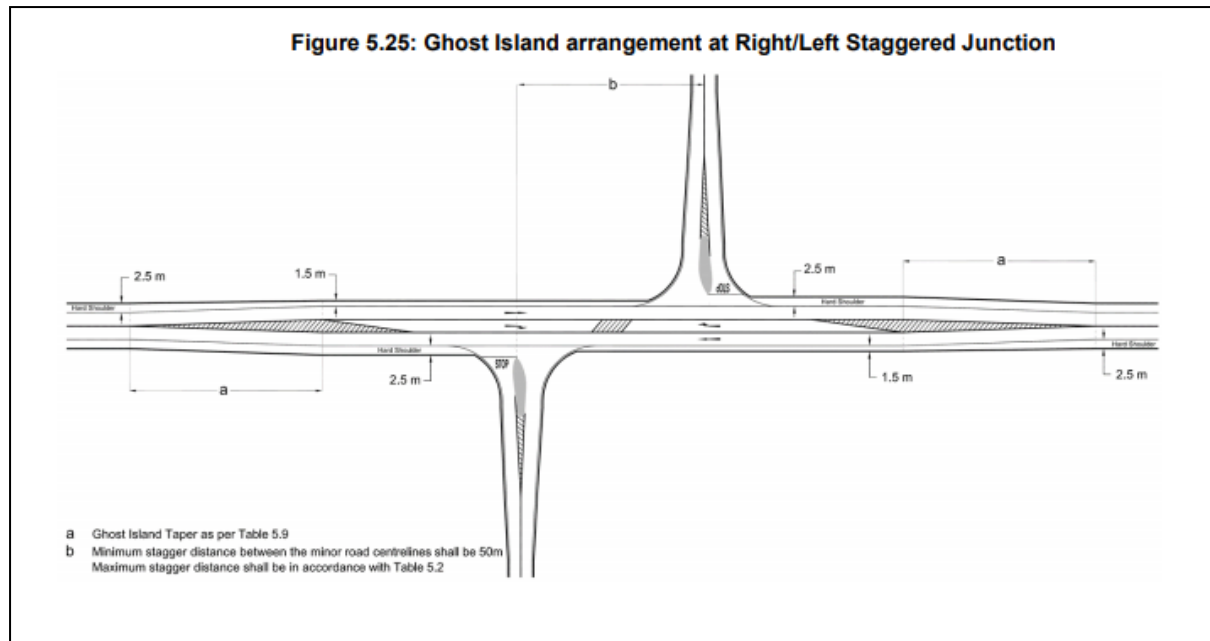 Figure 5.25: Ghost Island arrangement at Right/Left Staggered Junction
b
2.5 m
1.5 m
2.5 m
a
STOP
Hard Shoulder
Hard Shoulder
Hard Shoulder
Hard Shoulder
STOP
a
2.5 m
1.5 m
2.5 m
a Ghost Island Taper as per Table 5.9
b Minimum stagger distance between the minor road centrelines shall be 50m
Maximum stagger distance shall be in accordance with Table 5.2